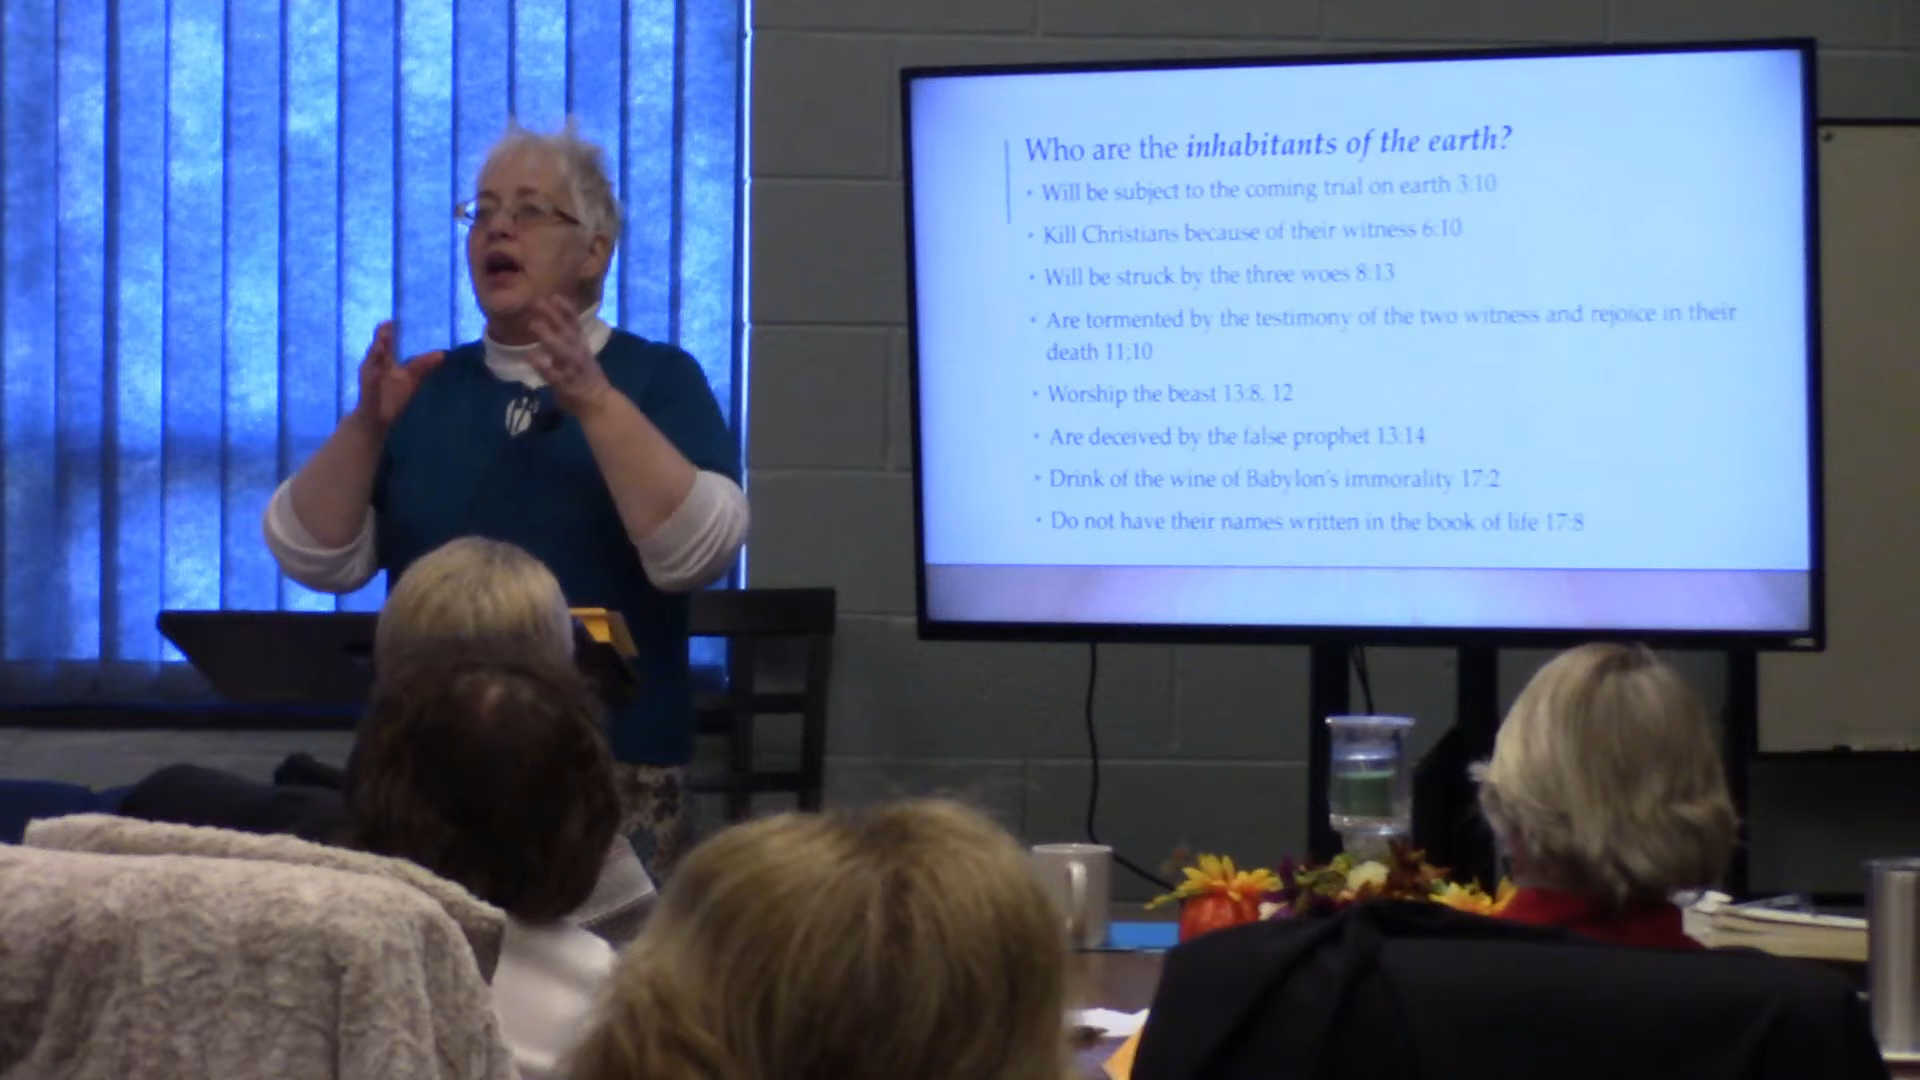 Who are the inhabitants of the earth?
• Will be subject to the coming trial on earth 3:10
• Kill Christians because of their witness 6:10
• Will be struck by the three woes 8:13
• Are tormented by the testimony of the two witness and rejoice in their
death 11;10
• Worship the beast 13:8, 12
• Are deceived by the false prophet 13:14
• Drink of the wine of Babylon's immorality 17:2
• Do not have their names written in the book of life 17:8